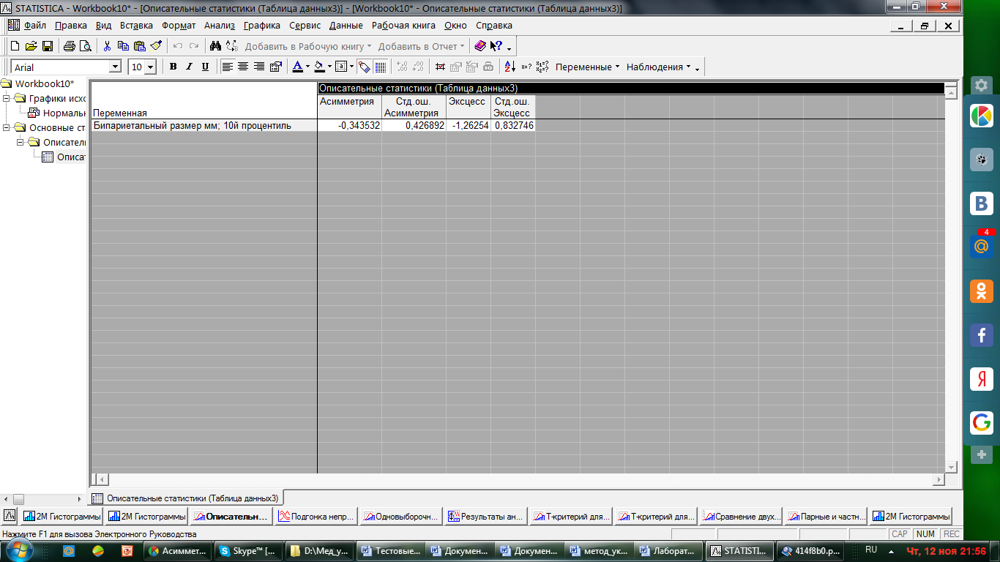 STATISTICA - Workbook10* - [Описательные статистики (Таблица данных3)] - [Workbook10* - Описательные статистики (Таблица данных3)]
Файл Правка Вид Вставка Формат Анализ Графика Сервис Данные Рабочая книга Окно Справка
Добавить в Рабочую книгу Добавить в Отчет
Arial 10 B I U Переменные Наблюдения
Workbook10*
Графики исхо
Нормальн
Основные ст
Описател
Описат
Описательные статистики (Таблица данных3)
Переменная
Асимметрия
Стд.ош.
Асимметрия
Эксцесс
Стд.ош.
Эксцесс
Бипариетальный размер мм; 10й процентиль -0,343532 0,426892 -1,26254 0,832746
4
Описательные статистики (Таблица данных3)
2М Гистограммы 2М Гистограммы Описательн... Подгонка непр... Одновыборочн... Результаты ан... Т-критерий для... Т-критерий для... Сравнение двух... Парные и частн... 2М Гистограммы
Нажмите F1 для вызова Электронного Руководства
CAP NUM REC
Асиммет... Skype™ [... D:\Мед_у... Тестовые... Докумен... Докумен... метод_ук... Лаборат... STATISTI... 414f8b0.p... RU Чт, 12 ноя 21:56